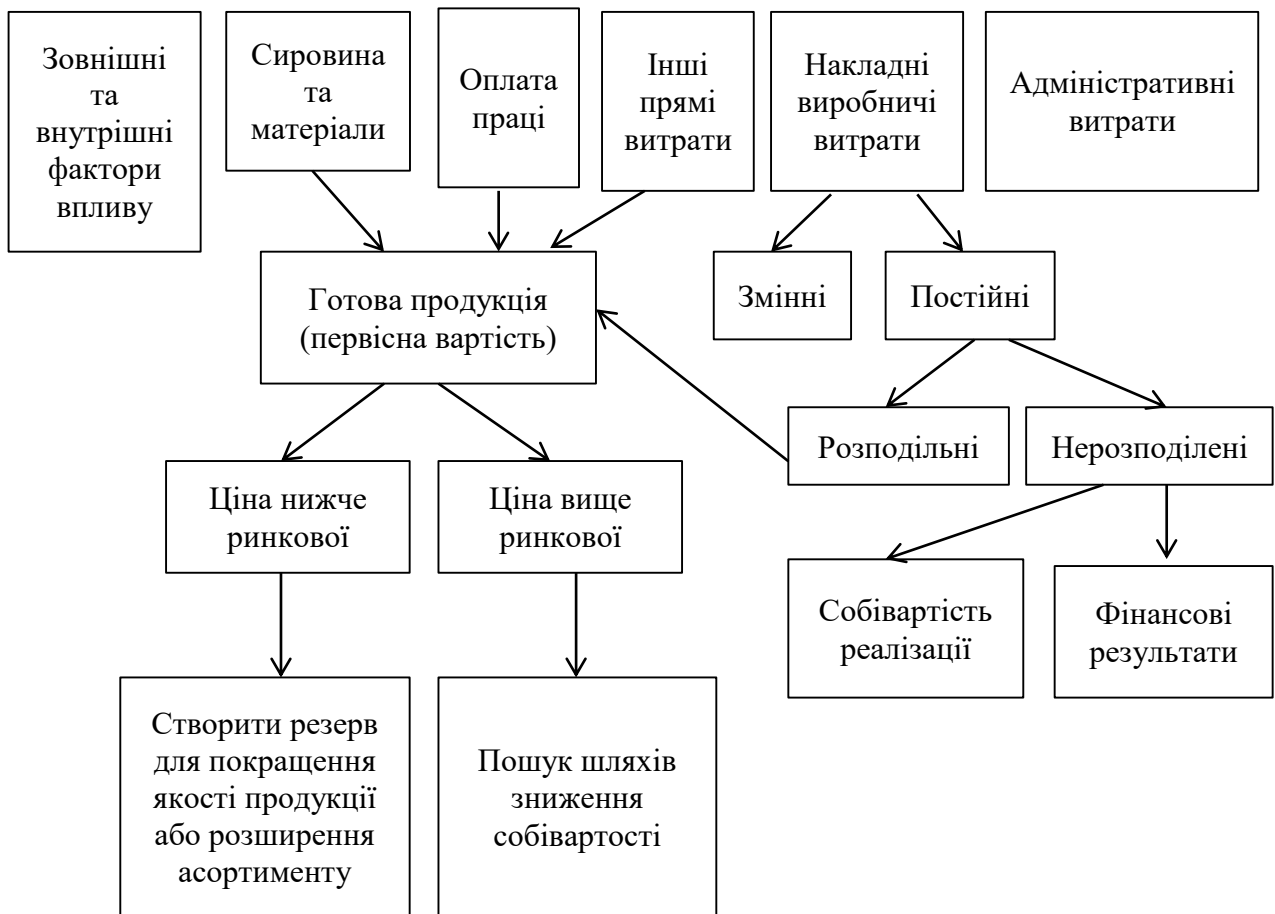 Зовнішні
та
внутрішні
фактори
впливу
Сировина
та
матеріали
Оплата
праці
Інші
прямі
витрати
Накладні
виробничі
витрати
Адміністративні
витрати
Готова продукція
(первісна вартість)
Змінні
Постійні
Розподільні
Нерозподілені
Ціна нижче
ринкової
Ціна вище
ринкової
Собівартість
реалізації
Фінансові
результати
Створити резерв
для покращення
якості продукції
або розширення
асортименту
Пошук шляхів
зниження
собівартості